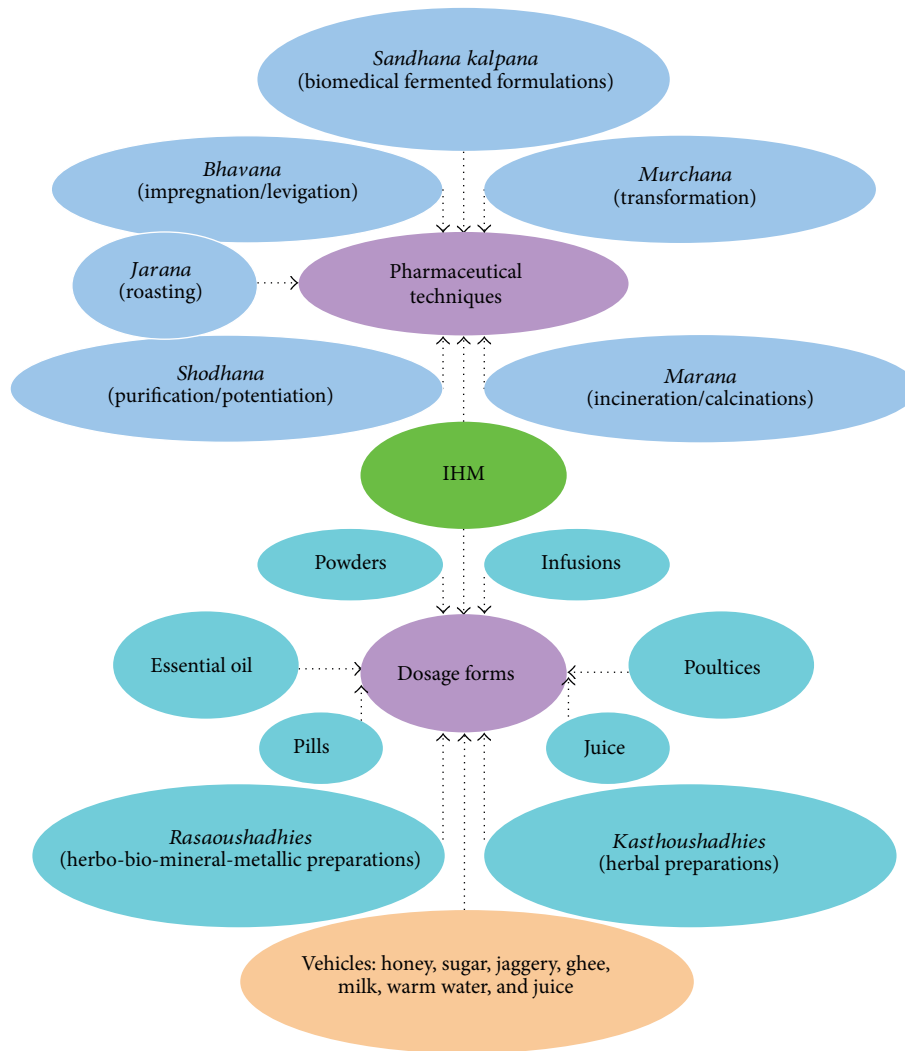 Sandhana kalpana
(biomedical fermented formulations)
Bhavana
(impregnation/levigation)
Murchana
(transformation)
Jarana
(roasting)
Pharmaceutical
techniques
Shodhana
(purification/potentiation)
Marana
(incineration/calcinations)
IHM
Powders
Infusions
Essential oil
Dosage forms
Poultices
Pills
Juice
Rasaoushadhies
(herbo-bio-mineral-metallic preparations)
Kasthoushadhies
(herbal preparations)
Vehicles: honey, sugar, jaggery, ghee,
milk, warm water, and juice